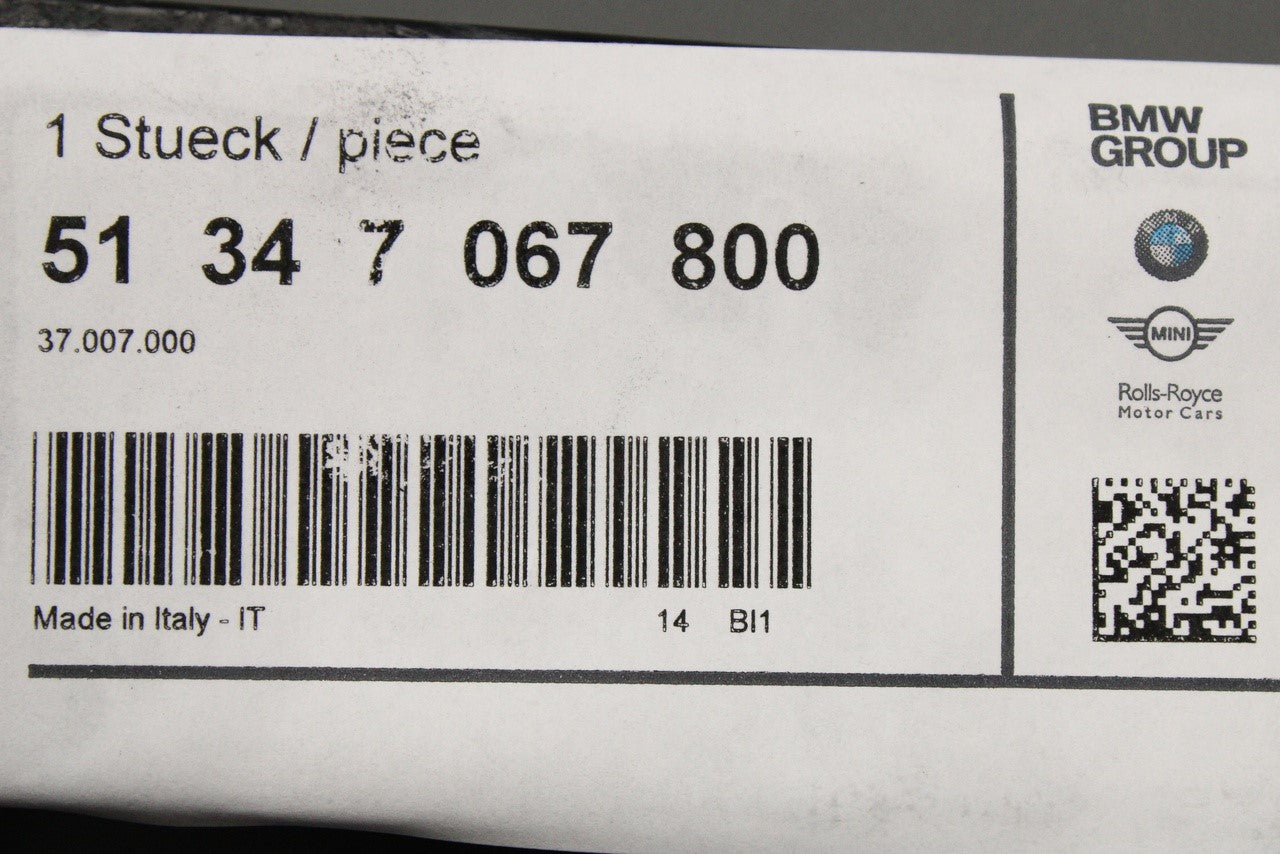 1 Stueck / piece
51 34 7 067 800
37.007.000
Made in Italy - IT
14 BI1
BMW
GROUP
BMW
MINI
Rolls-Royce
Motor Cars